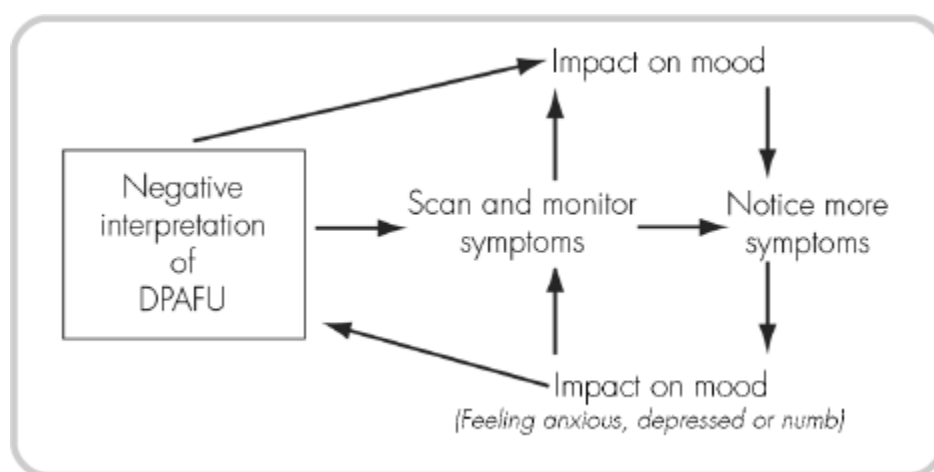 Impact on mood
Negative
interpretation
of
DPAFU
Scan and monitor
symptoms
Notice more
symptoms
Impact on mood
(Feeling anxious, depressed or numb)